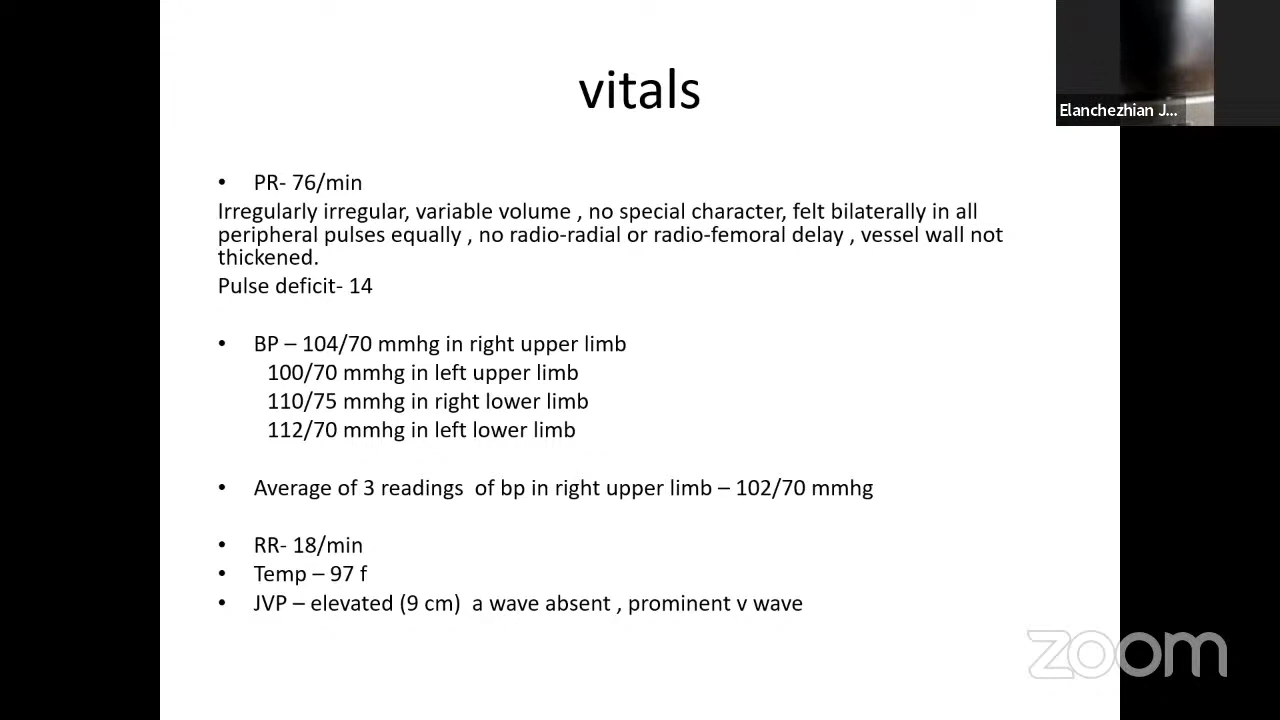 vitals
Elanchezhian J...
• PR- 76/min
Irregularly irregular, variable volume , no special character, felt bilaterally in all
peripheral pulses equally , no radio-radial or radio-femoral delay , vessel wall not
thickened.
Pulse deficit- 14
• BP – 104/70 mmhg in right upper limb
100/70 mmhg in left upper limb
110/75 mmhg in right lower limb
112/70 mmhg in left lower limb
• Average of 3 readings  of bp in right upper limb – 102/70 mmhg
• RR- 18/min
• Temp – 97 f
• JVP – elevated (9 cm)  a wave absent , prominent v wave
zoom